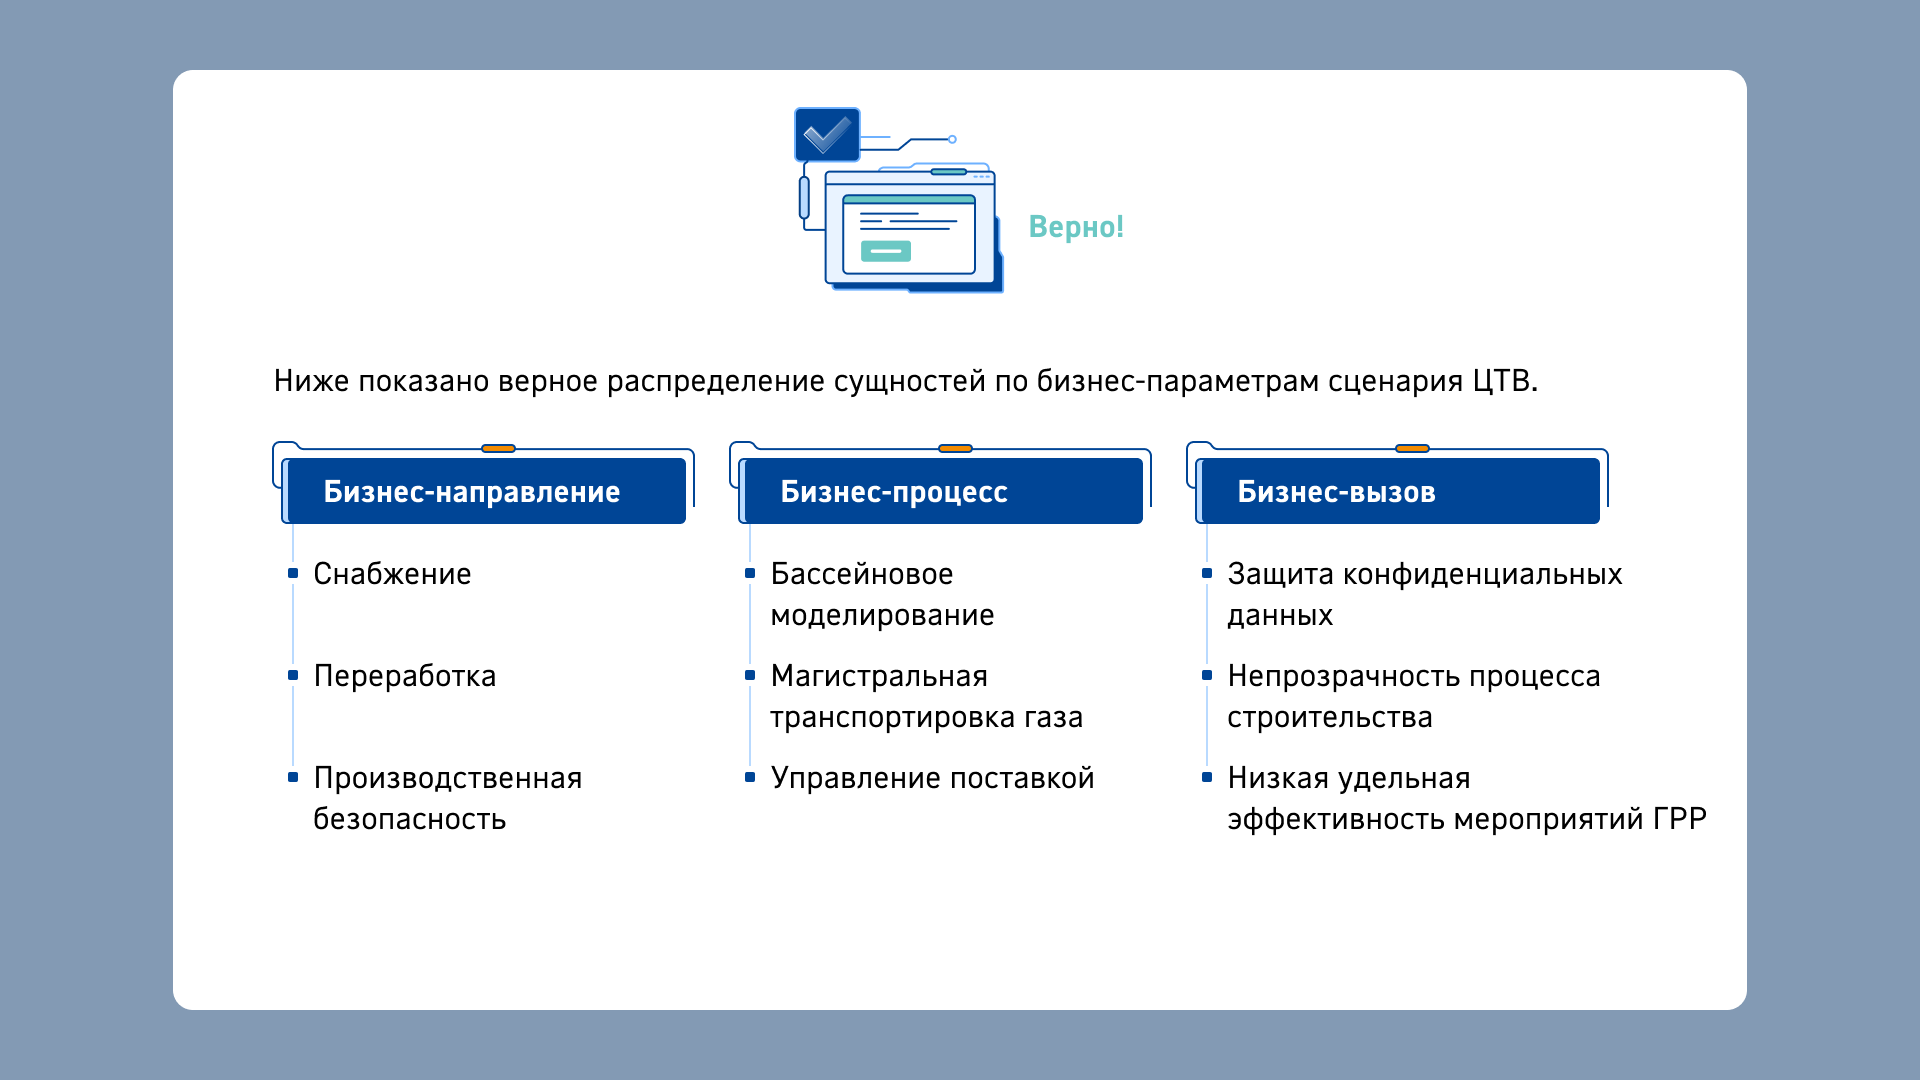 Верно!
Ниже показано верное распределение сущностей по бизнес-параметрам сценария ЦТВ.
Бизнес-направление
Снабжение
Переработка
Производственная
безопасность
Бизнес-процесс
Бассейновое
моделирование
Магистральная
транспортировка газа
Управление поставкой
Бизнес-вызов
Защита конфиденциальных
данных
Непрозрачность процесса
строительства
Низкая удельная
эффективность мероприятий ГРР